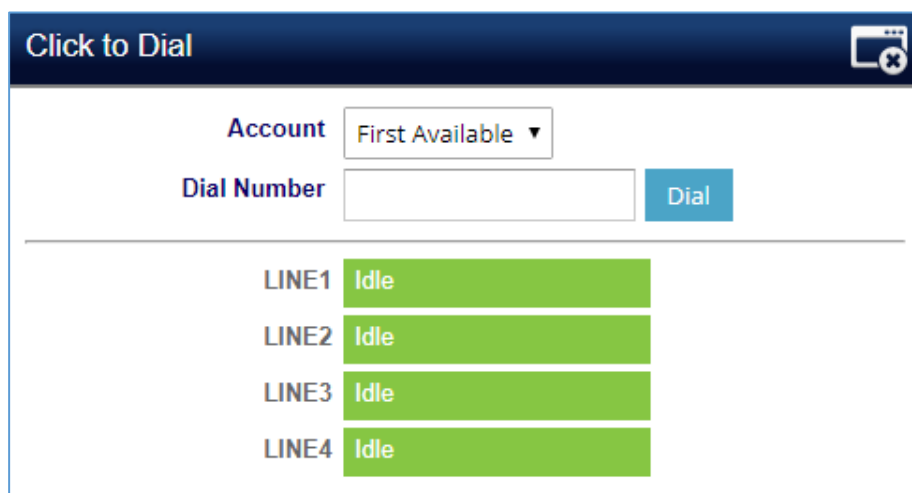 Click to Dial
Account First Available
Dial Number Dial
LINE1 Idle
LINE2 Idle
LINE3 Idle
LINE4 Idle